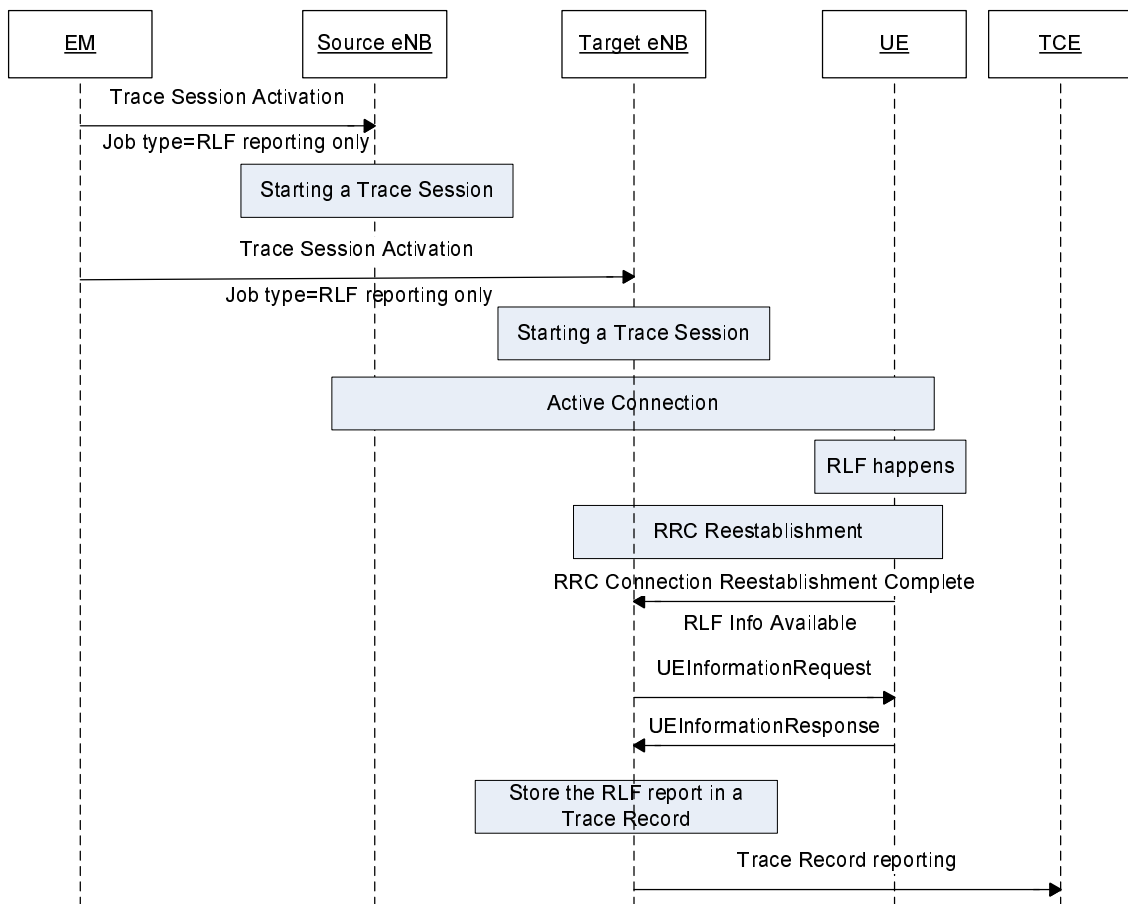 EM
Source eNB
Target eNB
UE
TCE
Trace Session Activation
Job type=RLF reporting only
Starting a Trace Session
Trace Session Activation
Job type=RLF reporting only
Starting a Trace Session
Active Connection
RLF happens
RRC Reestablishment
RRC Connection Reestablishment Complete
RLF Info Available
UEInformationRequest
UEInformationResponse
Store the RLF report in a
Trace Record
Trace Record reporting